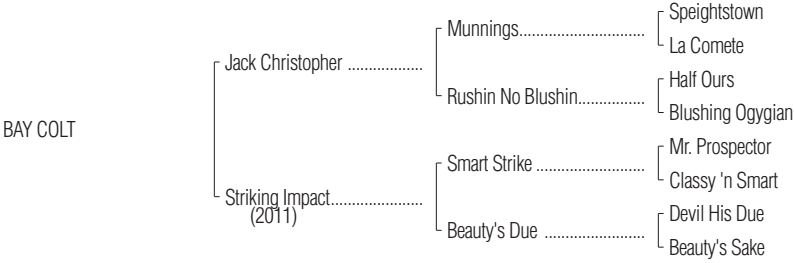 Speightstown
Munnings..............................
La Comete
Jack Christopher ..................
Half Ours
Rushin No Blushin................
Blushing Ogygian
BAY COLT
Mr. Prospector
Smart Strike ..........................
Classy 'n Smart
Striking Impact......................
(2011)
Devil His Due
Beauty's Due ........................
Beauty's Sake